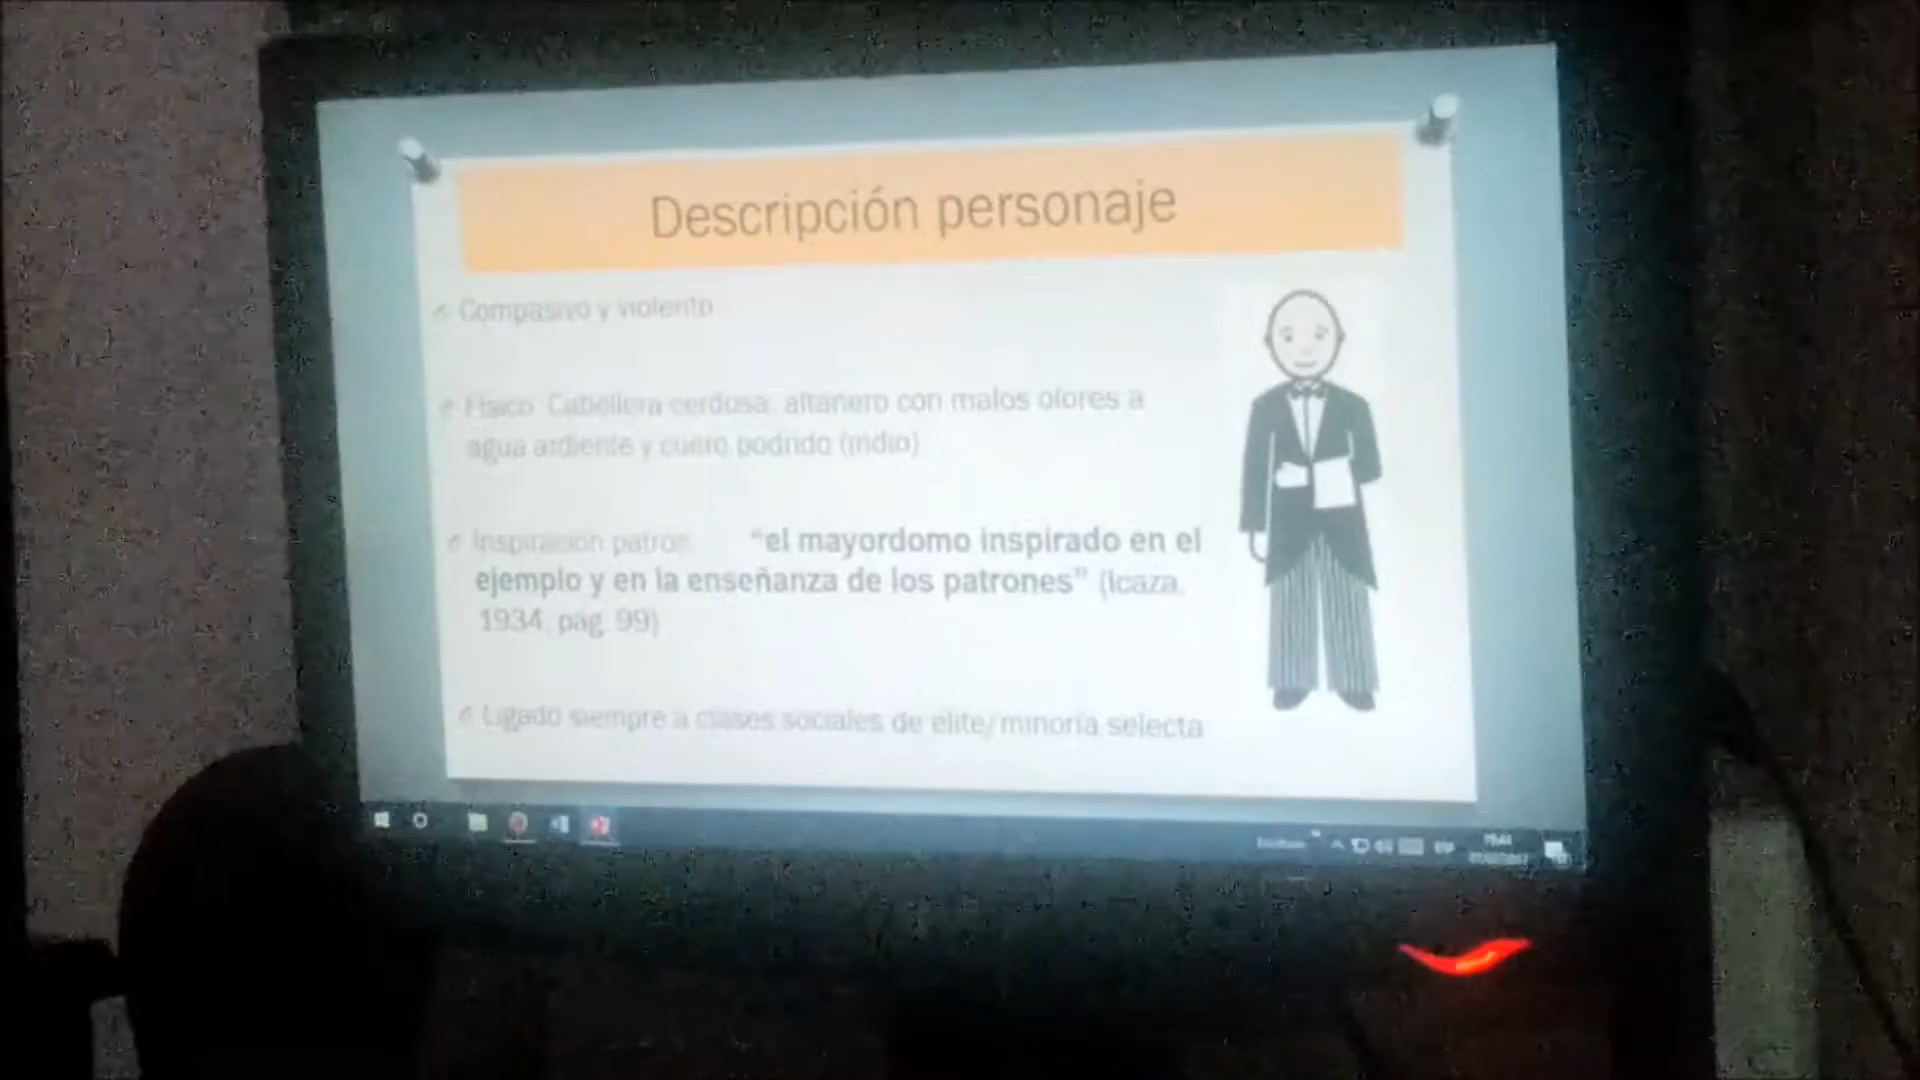 Descripción personaje
Compasivo y violento
Físico: Cabellera cerdosa, altanero con malos olores a
agua ardiente y cuero podrido (indio)
Inspiración patrón "el mayordomo inspirado en el
ejemplo y en la enseñanza de los patrones" (Icaza,
1934, pág. 99)
Ligado siempre a clases sociales de elite/minoría selecta